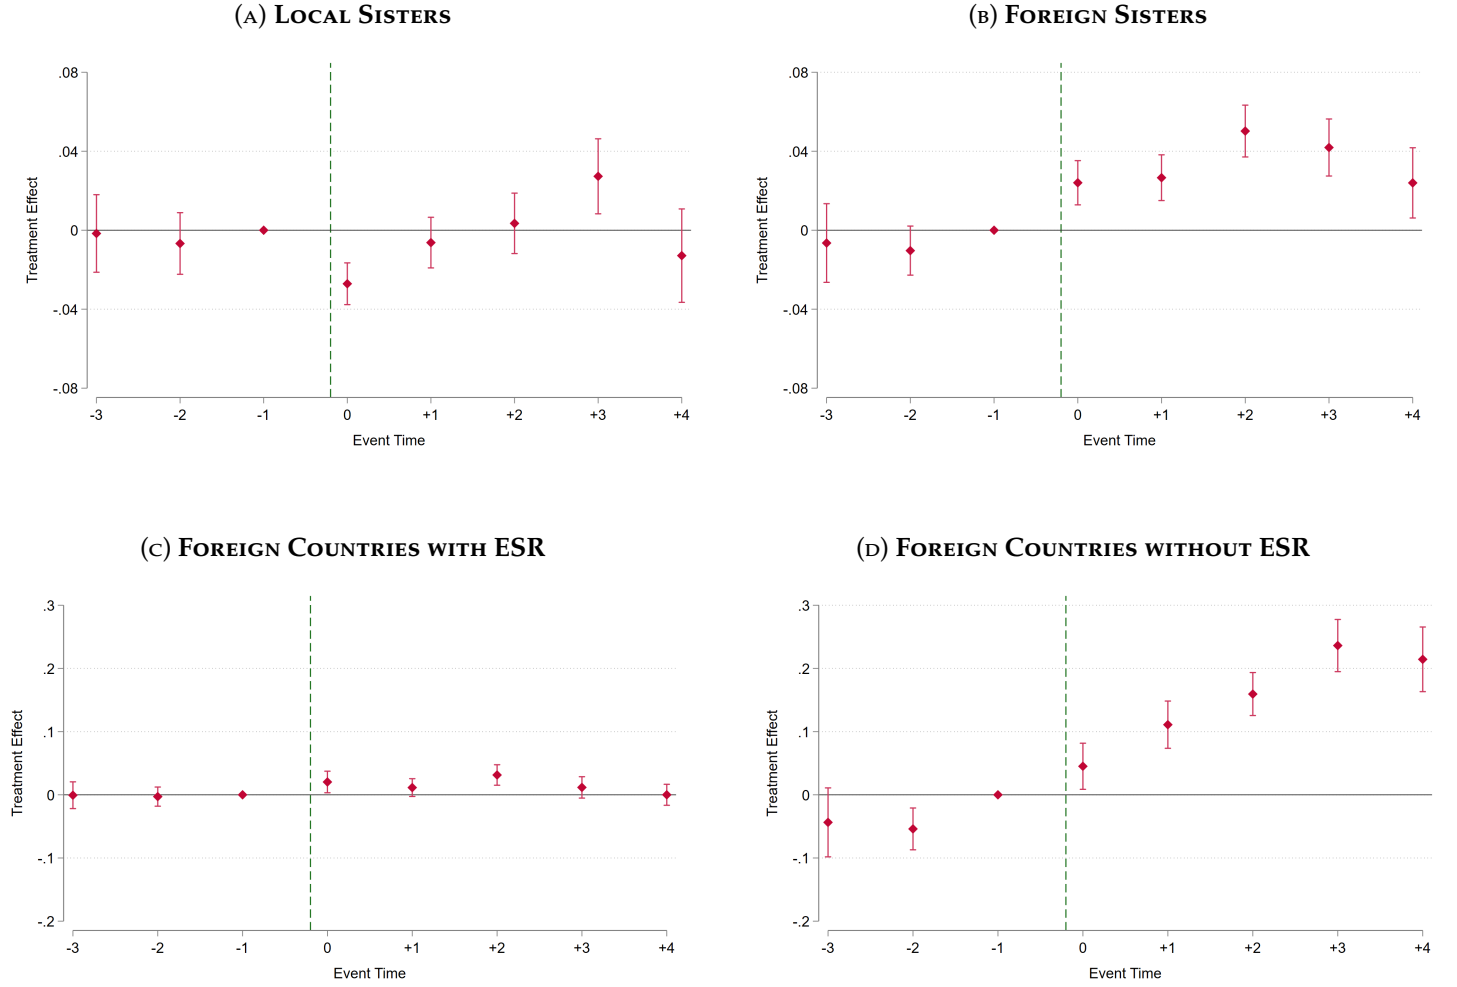 (A) LOCAL SISTERS
.08
.04
0
-.04
-.08
Treatment Effect
-3 -2 -1 0 +1 +2 +3 +4
Event Time
(B) FOREIGN SISTERS
.08
.04
0
-.04
-.08
Treatment Effect
-3 -2 -1 0 +1 +2 +3 +4
Event Time
(C) FOREIGN COUNTRIES WITH ESR
.3
.2
.1
0
-.1
-.2
Treatment Effect
-3 -2 -1 0 +1 +2 +3 +4
Event Time
(D) FOREIGN COUNTRIES WITHOUT ESR
.3
.2
.1
0
-.1
-.2
Treatment Effect
-3 -2 -1 0 +1 +2 +3 +4
Event Time